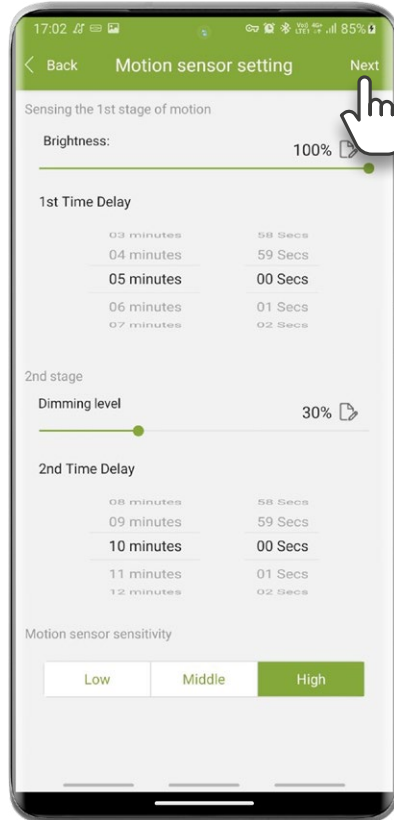 17:02 85%
Back Motion sensor setting Next
Sensing the 1st stage of motion
Brightness:
100%
1st Time Delay
03 minutes 58 Secs
04 minutes 59 Secs
05 minutes 00 Secs
06 minutes 01 Secs
07 minutes 02 Secs
2nd stage
Dimming level
30%
2nd Time Delay
08 minutes 58 Secs
09 minutes 59 Secs
10 minutes 00 Secs
11 minutes 01 Secs
12 minutes 02 Secs
Motion sensor sensitivity
Low Middle High